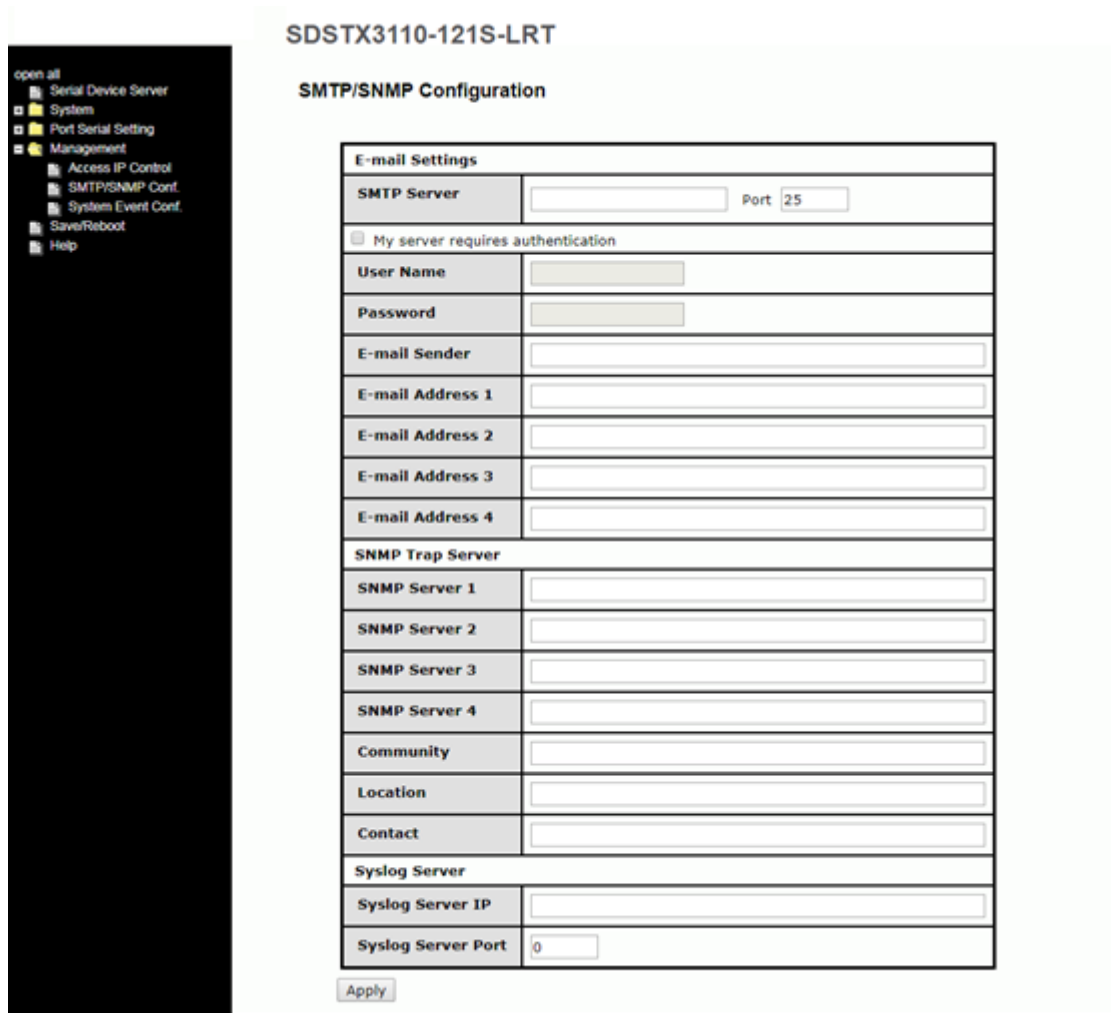 SDSTX3110-121S-LRT
open all
Serial Device Server
System
Port Serial Setting
Management
Access IP Control
SMTP/SNMP Conf.
System Event Conf.
Save/Reboot
Help
SMTP/SNMP Configuration
E-mail Settings
SMTP Server Port 25
My server requires authentication
User Name
Password
E-mail Sender
E-mail Address 1
E-mail Address 2
E-mail Address 3
E-mail Address 4
SNMP Trap Server
SNMP Server 1
SNMP Server 2
SNMP Server 3
SNMP Server 4
Community
Location
Contact
Syslog Server
Syslog Server IP
Syslog Server Port 0
Apply